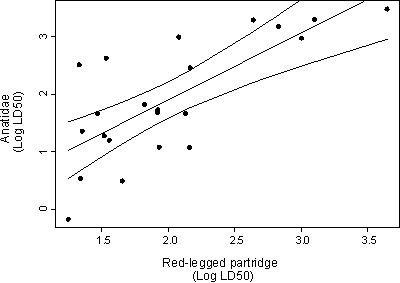 3
2
1
0
Anatidae
(Log LD50)
1.5 2.0 2.5 3.0 3.5
Red-legged partridge
(Log LD50)